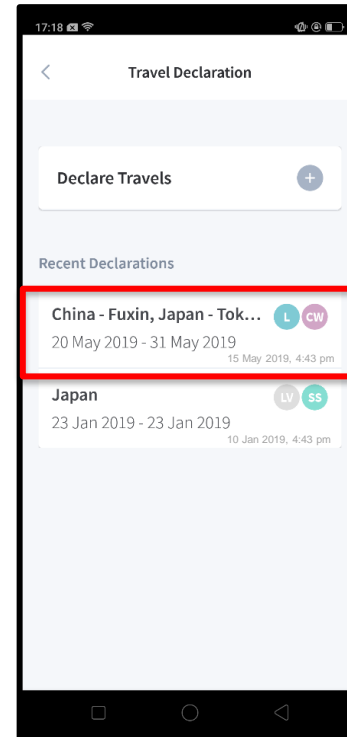 17:18
Travel Declaration
Declare Travels
Recent Declarations
China - Fuxin, Japan - Tok...
L CW
20 May 2019 - 31 May 2019
15 May 2019, 4:43 pm
Japan
LV SS
23 Jan 2019 - 23 Jan 2019
10 Jan 2019, 4:43 pm